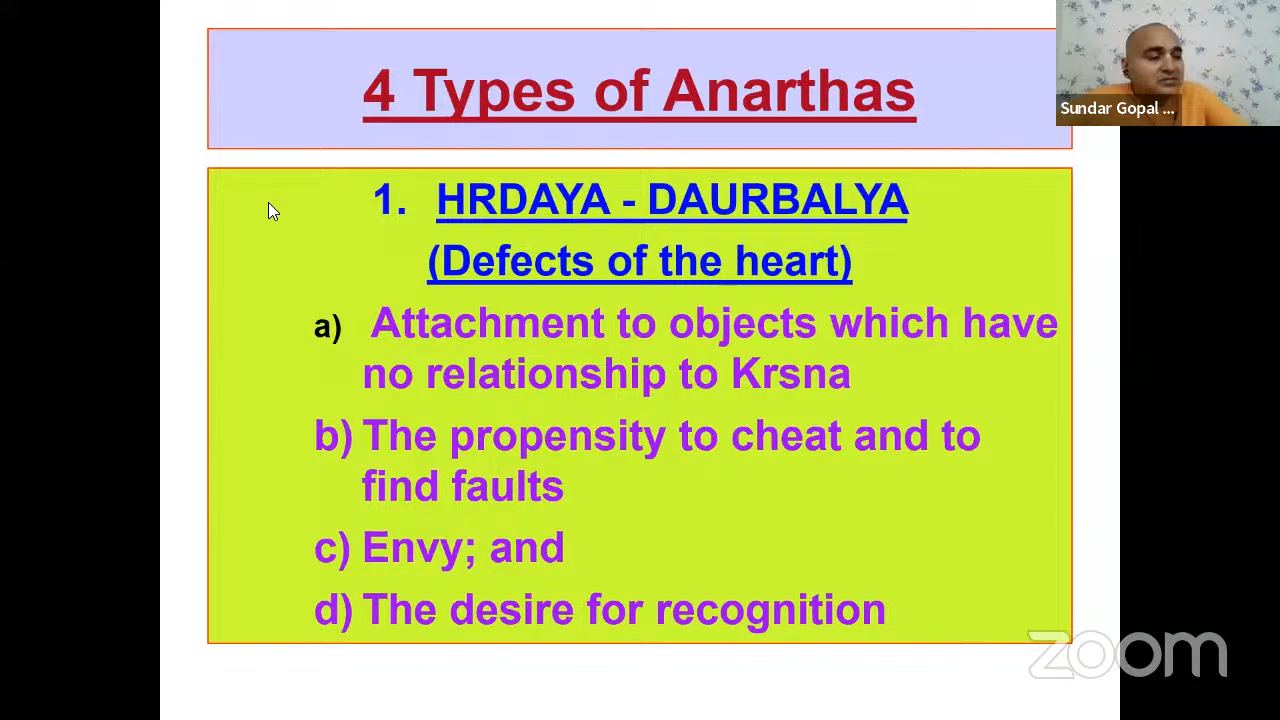 4 Types of Anarthas
Sundar Gopal ...
1. HRDAYA - DAURBALYA
(Defects of the heart)
a) Attachment to objects which have
no relationship to Krsna
b) The propensity to cheat and to
find faults
c) Envy; and
d) The desire for recognition
zoom